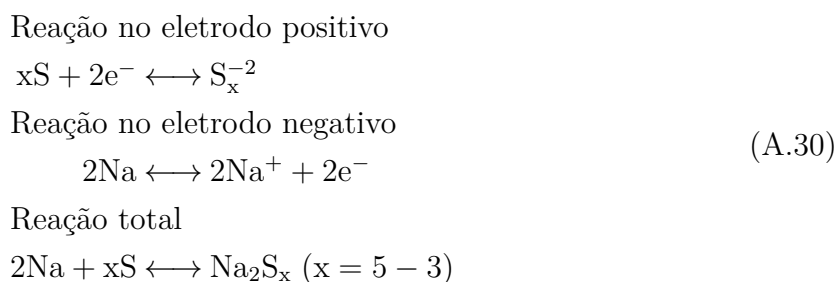 Reação no eletrodo positivo
xS + 2e⁻ ⟷ Sₓ⁻²
Reação no eletrodo negativo
2Na ⟷ 2Na⁺ + 2e⁻
(A.30)
Reação total
2Na + xS ⟷ Na₂Sₓ (x = 5 − 3)